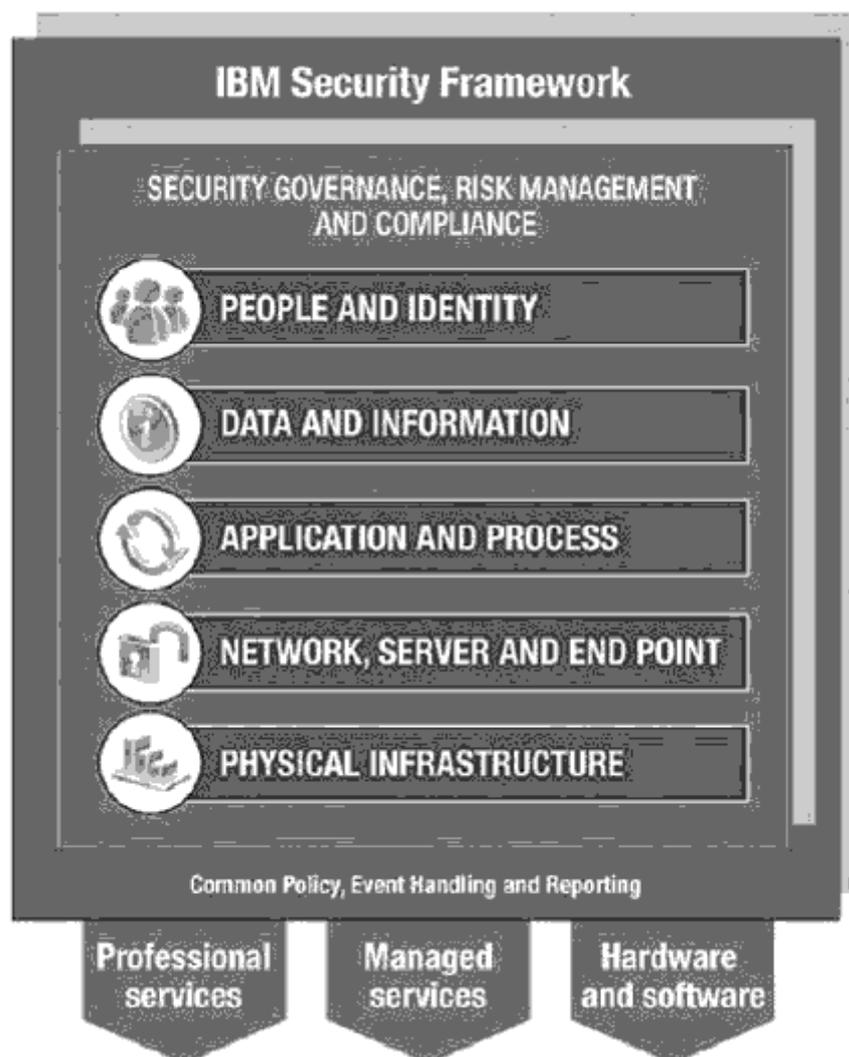 IBM Security Framework
SECURITY GOVERNANCE, RISK MANAGEMENT
AND COMPLIANCE
PEOPLE AND IDENTITY
DATA AND INFORMATION
APPLICATION AND PROCESS
NETWORK, SERVER AND END POINT
PHYSICAL INFRASTRUCTURE
Common Policy, Event Handling and Reporting
Professional
services
Managed
services
Hardware
and software